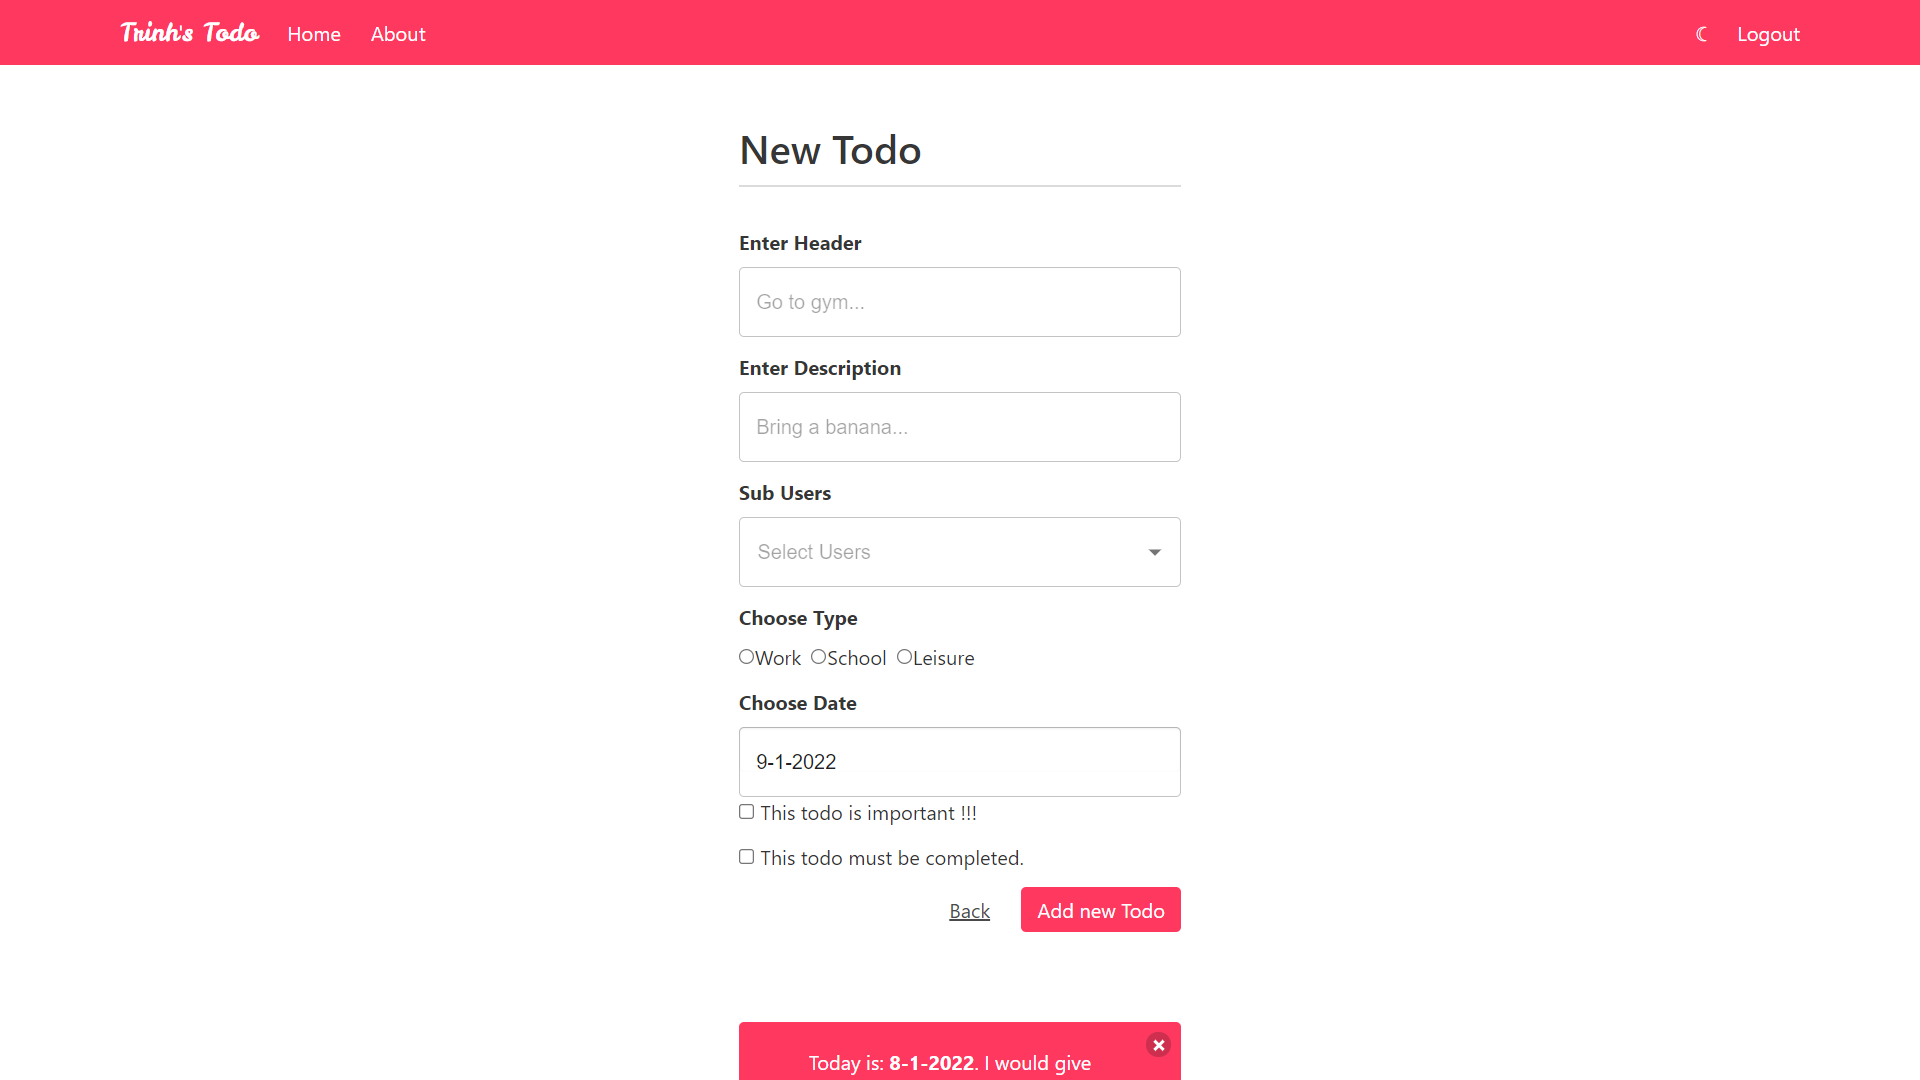 Trinh's Todo Home About Logout
New Todo
Enter Header
Go to gym...
Enter Description
Bring a banana...
Sub Users
Select Users
Choose Type
Work School Leisure
Choose Date
9-1-2022
This todo is important !!!
This todo must be completed.
Back Add new Todo
Today is: 8-1-2022. I would give